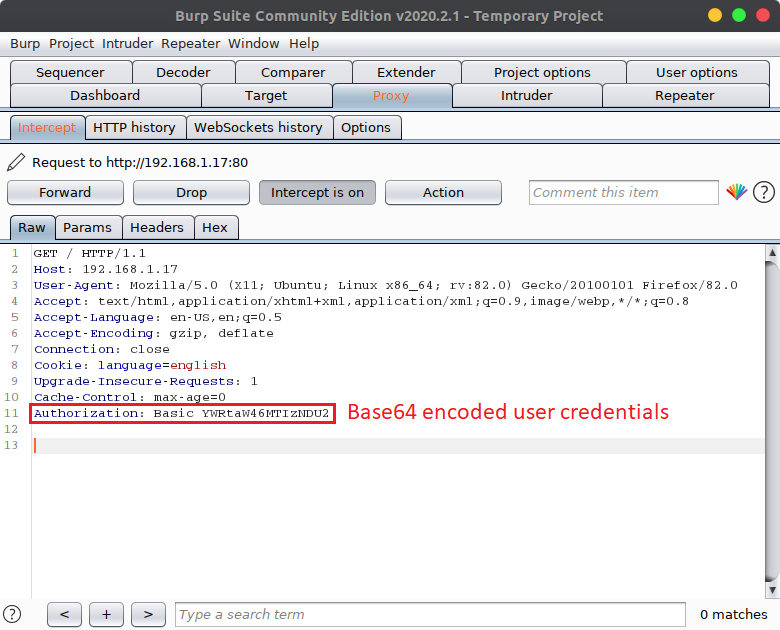 Burp Suite Community Edition v2020.2.1 - Temporary Project
Burp Project Intruder Repeater Window Help
Sequencer Decoder Comparer Extender Project options User options
Dashboard Target Proxy Intruder Repeater
Intercept HTTP history WebSockets history Options
Request to http://192.168.1.17:80
Forward Drop Intercept is on Action Comment this item ?
Raw Params Headers Hex
1 GET / HTTP/1.1
2 Host: 192.168.1.17
3 User-Agent: Mozilla/5.0 (X11; Ubuntu; Linux x86_64; rv:82.0) Gecko/20100101 Firefox/82.0
4 Accept: text/html,application/xhtml+xml,application/xml;q=0.9,image/webp,*/*;q=0.8
5 Accept-Language: en-US,en;q=0.5
6 Accept-Encoding: gzip, deflate
7 Connection: close
8 Cookie: language=english
9 Upgrade-Insecure-Requests: 1
10 Cache-Control: max-age=0
11 Authorization: Basic YWRtaW46MTIzNDU2 Base64 encoded user credentials
12
13
? < + > Type a search term 0 matches